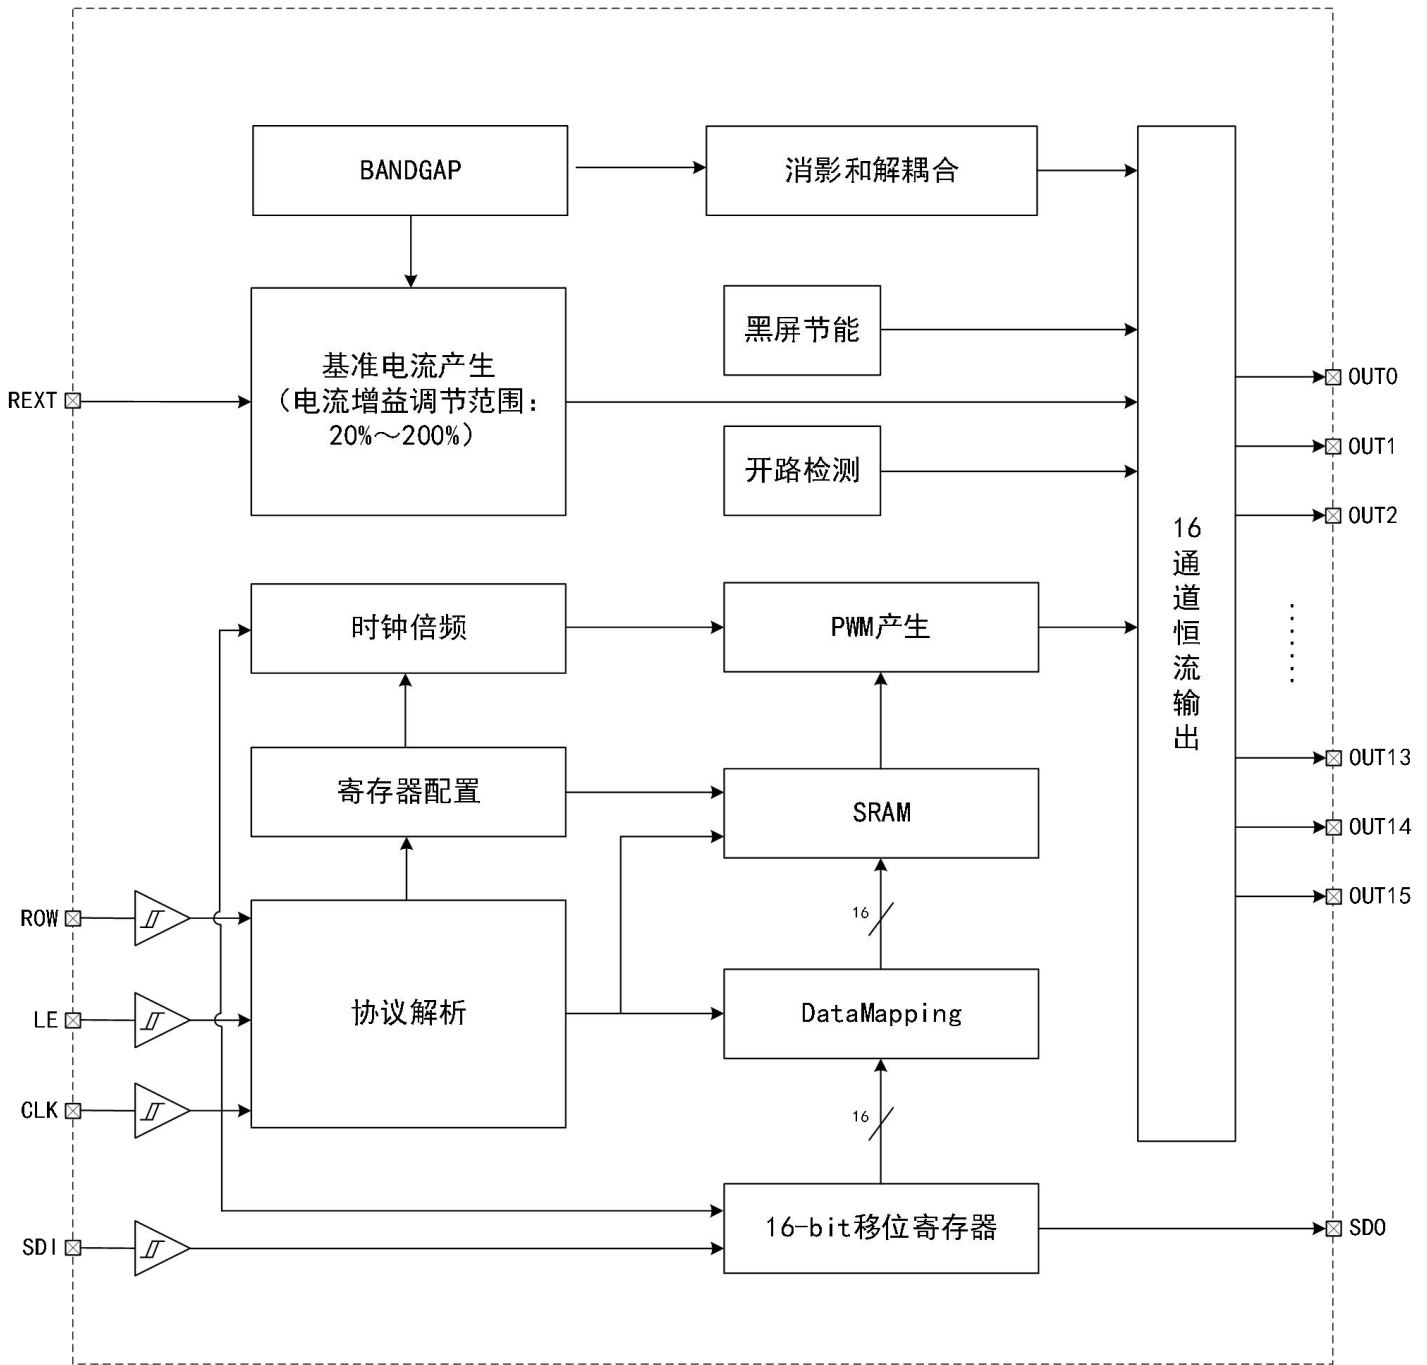 BANDGAP
消影和解耦合
黑屏节能
基准电流产生
（电流增益调节范围：
20%～200%）
REXT
开路检测
OUT0
OUT1
OUT2
16
通
道
恒
流
输
出
时钟倍频
PWM产生
寄存器配置
SRAM
OUT13
OUT14
OUT15
ROW
16
LE
协议解析
DataMapping
CLK
16
SDI
16-bit移位寄存器
SDO